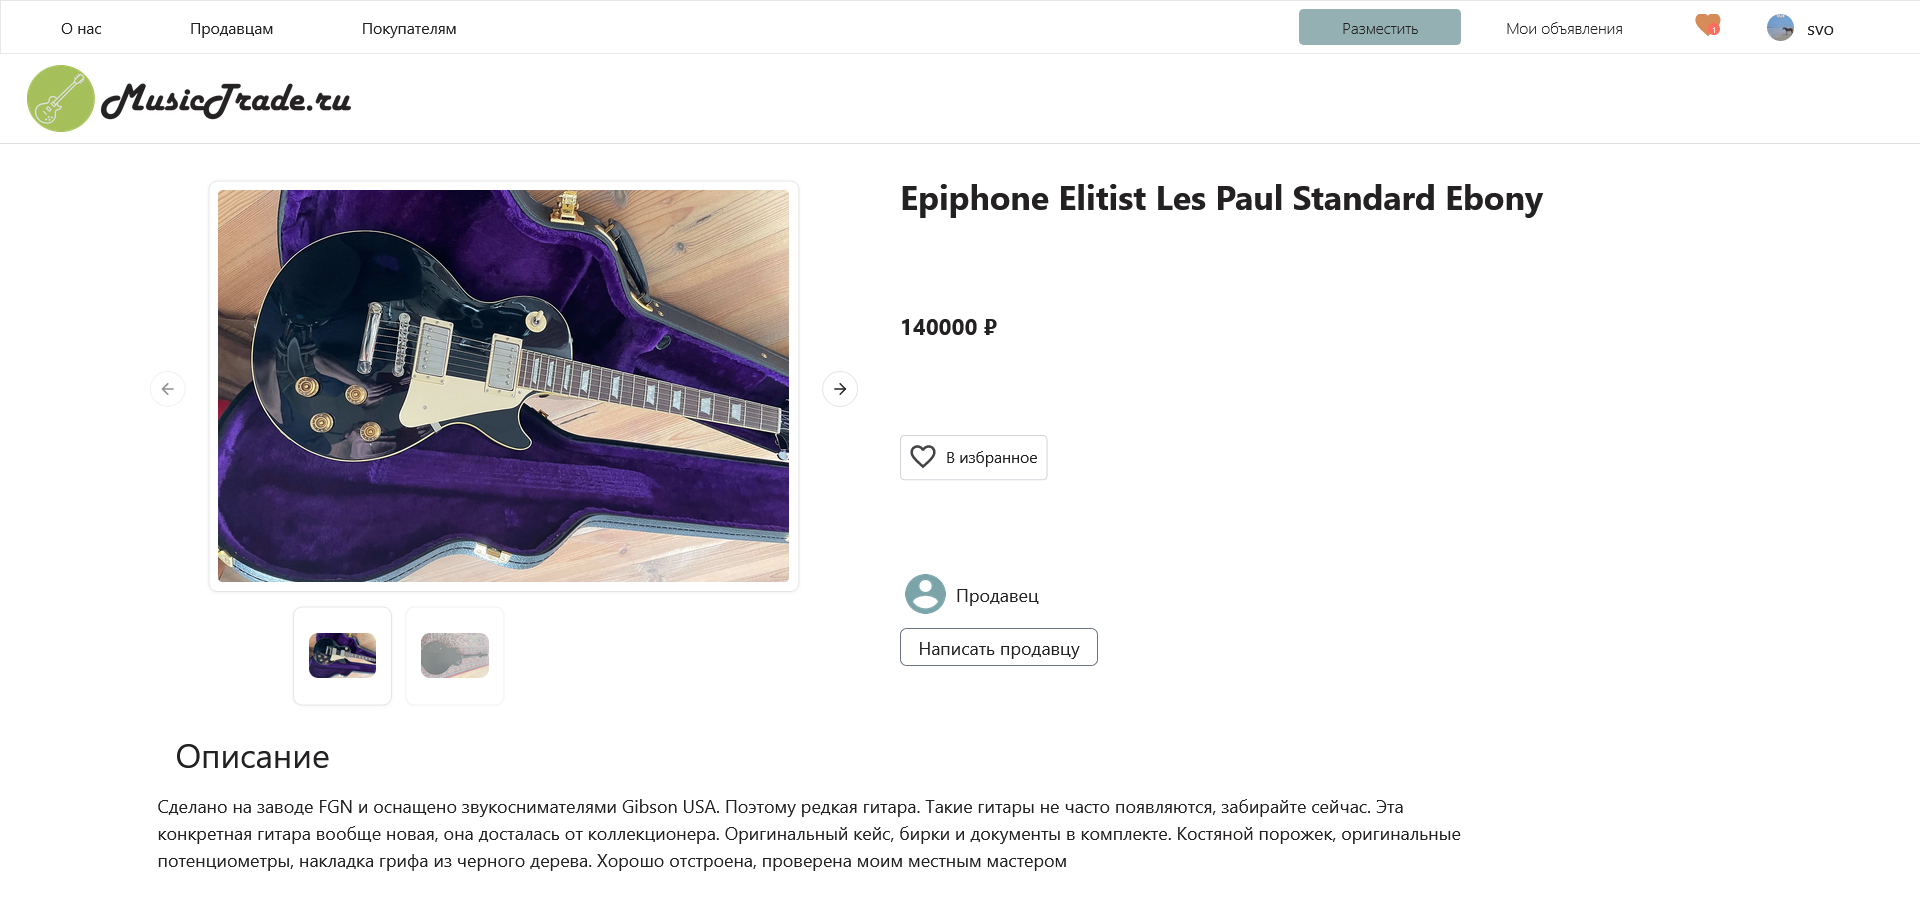 О нас
Продавцам
Покупателям
Разместить
Мои объявления
1
svo
MusicTrade.ru
Epiphone Elitist Les Paul Standard Ebony
140000 ₽
В избранное
Продавец
Написать продавцу
Описание
Сделано на заводе FGN и оснащено звукоснимателями Gibson USA. Поэтому редкая гитара. Такие гитары не часто появляются, забирайте сейчас. Эта
конкретная гитара вообще новая, она досталась от коллекционера. Оригинальный кейс, бирки и документы в комплекте. Костяной порожек, оригинальные
потенциометры, накладка грифа из черного дерева. Хорошо отстроена, проверена моим местным мастером